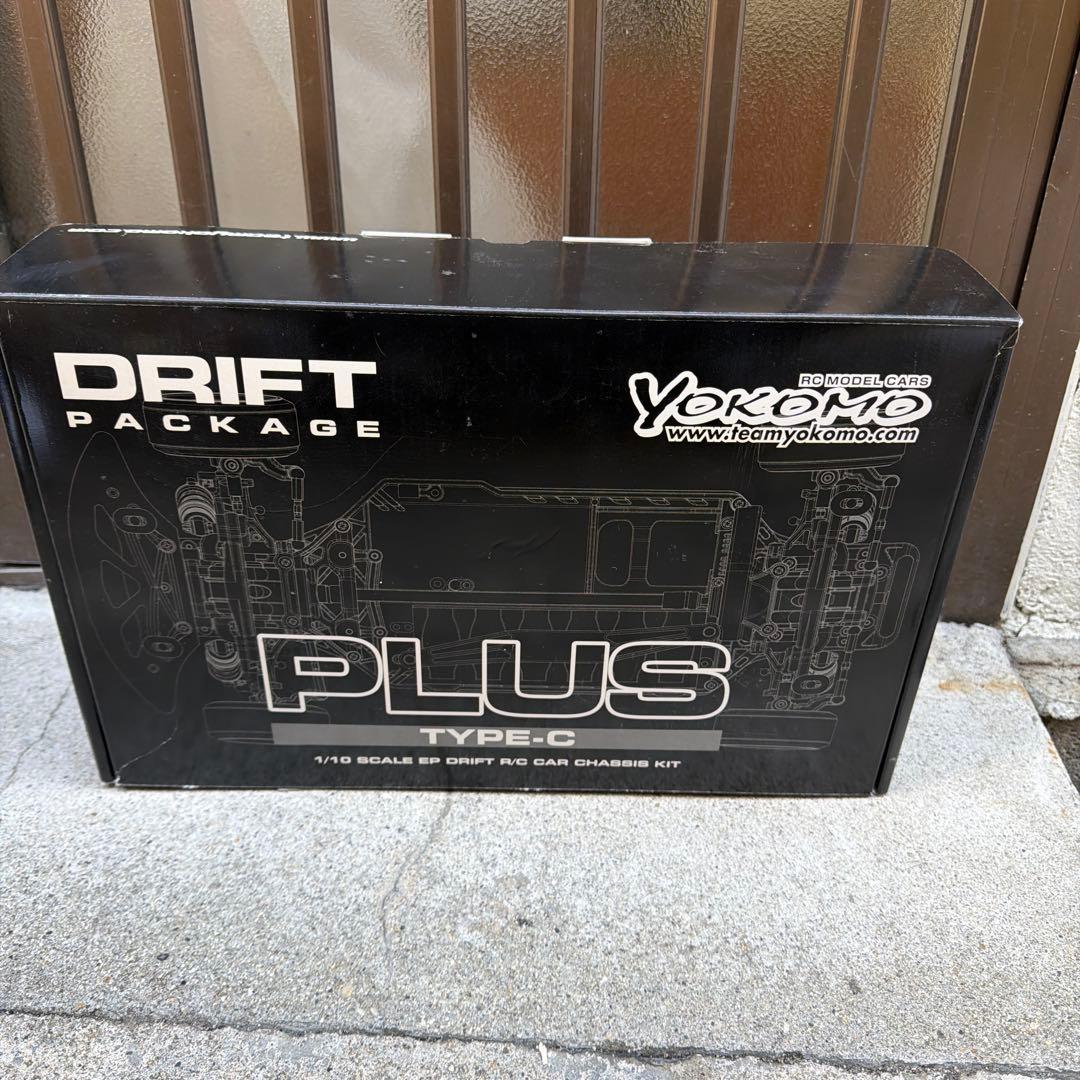 DRIFT
PACKAGE
RC MODEL CARS
YOKOMO
www.teamyokomo.com
PLUS
TYPE-C
1/10 SCALE EP DRIFT R/C CAR CHASSIS KIT